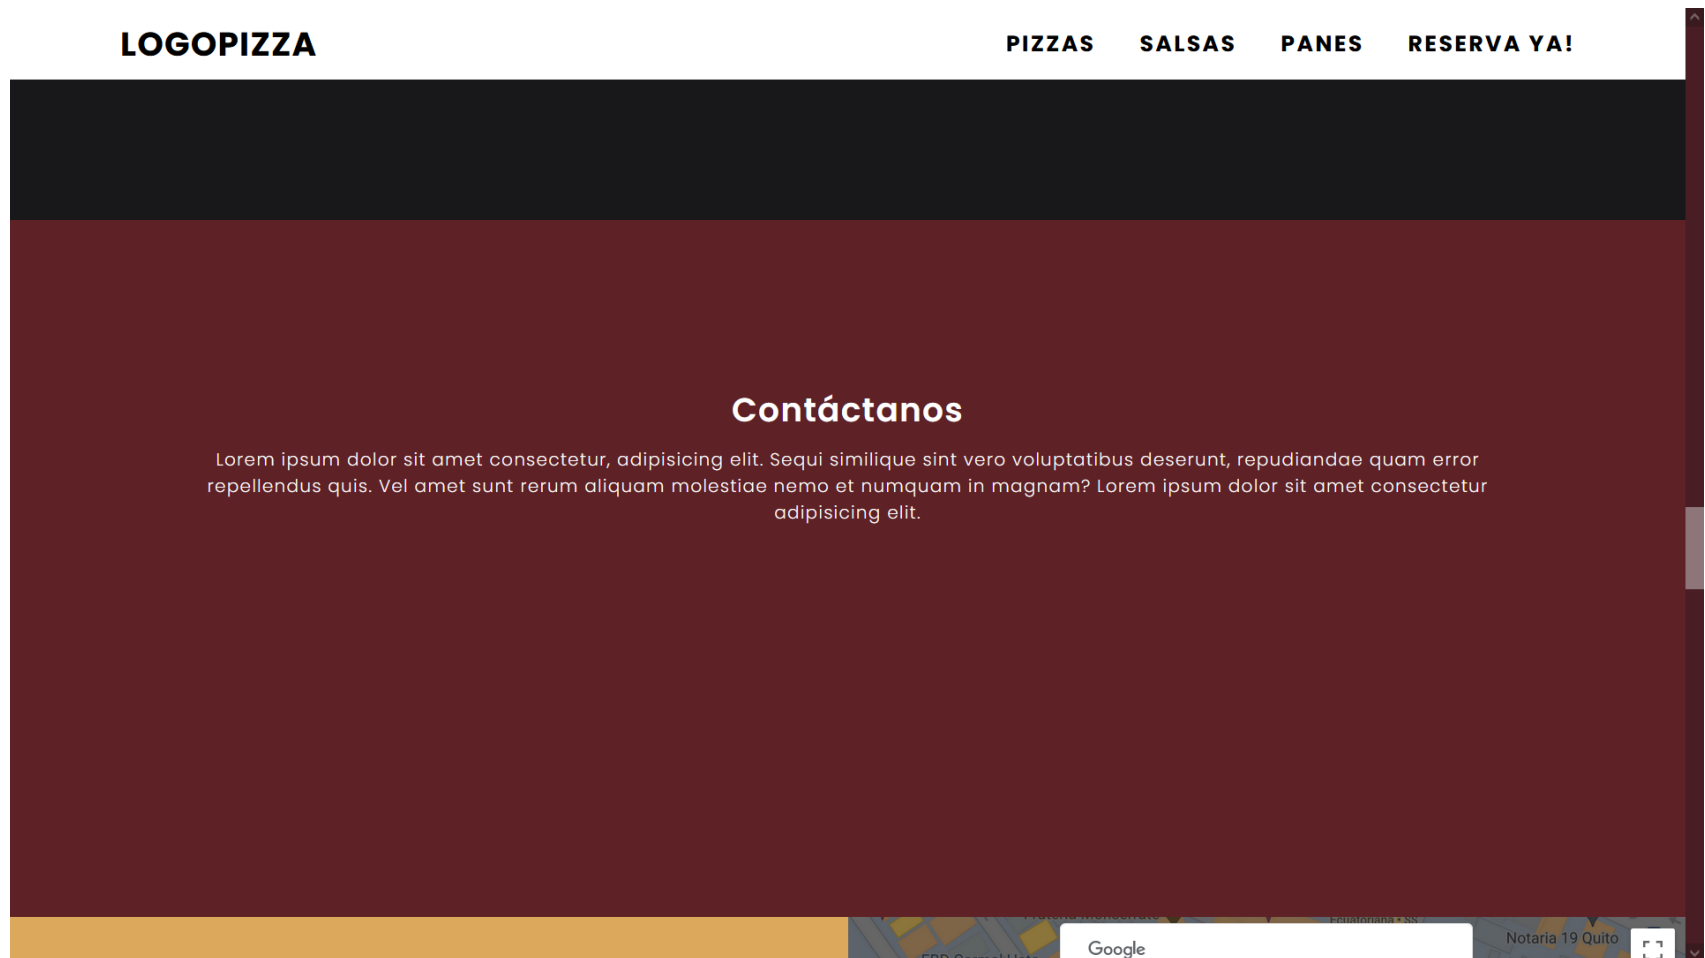 LOGOPIZZA
PIZZAS SALSAS PANES RESERVA YA!
Contáctanos
Lorem ipsum dolor sit amet consectetur, adipisicing elit. Sequi similique sint vero voluptatibus deserunt, repudiandae quam error
repellendus quis. Vel amet sunt rerum aliquam molestiae nemo et numquam in magnam? Lorem ipsum dolor sit amet consectetur
adipisicing elit.
Ecuatoriana • SS
Notaria 19 Quito
Google